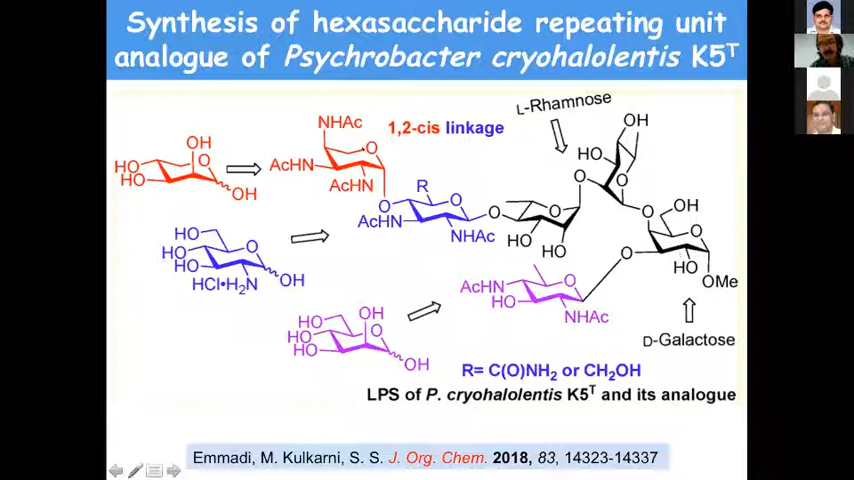 Synthesis of hexasaccharide repeating unit
analogue of Psychrobacter cryohalolentis K5ᵀ
NHAc
1,2-cis linkage
L-Rhamnose
OH
OH
O
HO
HO
OH
AcHN
O
AcHN
HO
O
O
R
O
O
O
AcHN
NHAc
O
O
HO
OH
O
OH
O
HO
OMe
HO
O
HO
HO
HCl•H₂N
OH
O
AcHN
HO
O
NHAc
HO
OH
HO
HO
O
OH
D-Galactose
R= C(O)NH₂ or CH₂OH
LPS of P. cryohalolentis K5ᵀ and its analogue
Emmadi, M. Kulkarni, S. S. J. Org. Chem. 2018, 83, 14323-14337